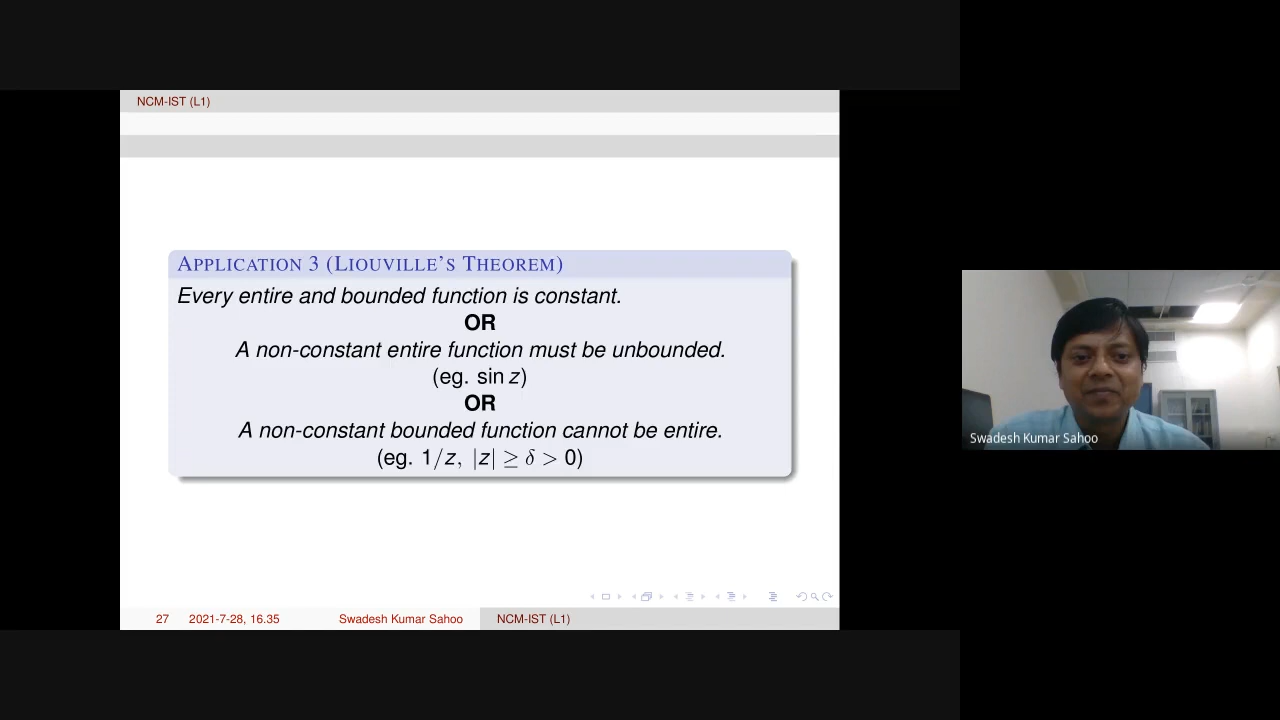 NCM-IST (L1)
APPLICATION 3 (LIOUVILLE'S THEOREM)
Every entire and bounded function is constant.
OR
A non-constant entire function must be unbounded.
(eg. sin z)
OR
A non-constant bounded function cannot be entire.
(eg. 1/z, |z| ≥ δ > 0)
Swadesh Kumar Sahoo
27 2021-7-28, 16.35 Swadesh Kumar Sahoo NCM-IST (L1)